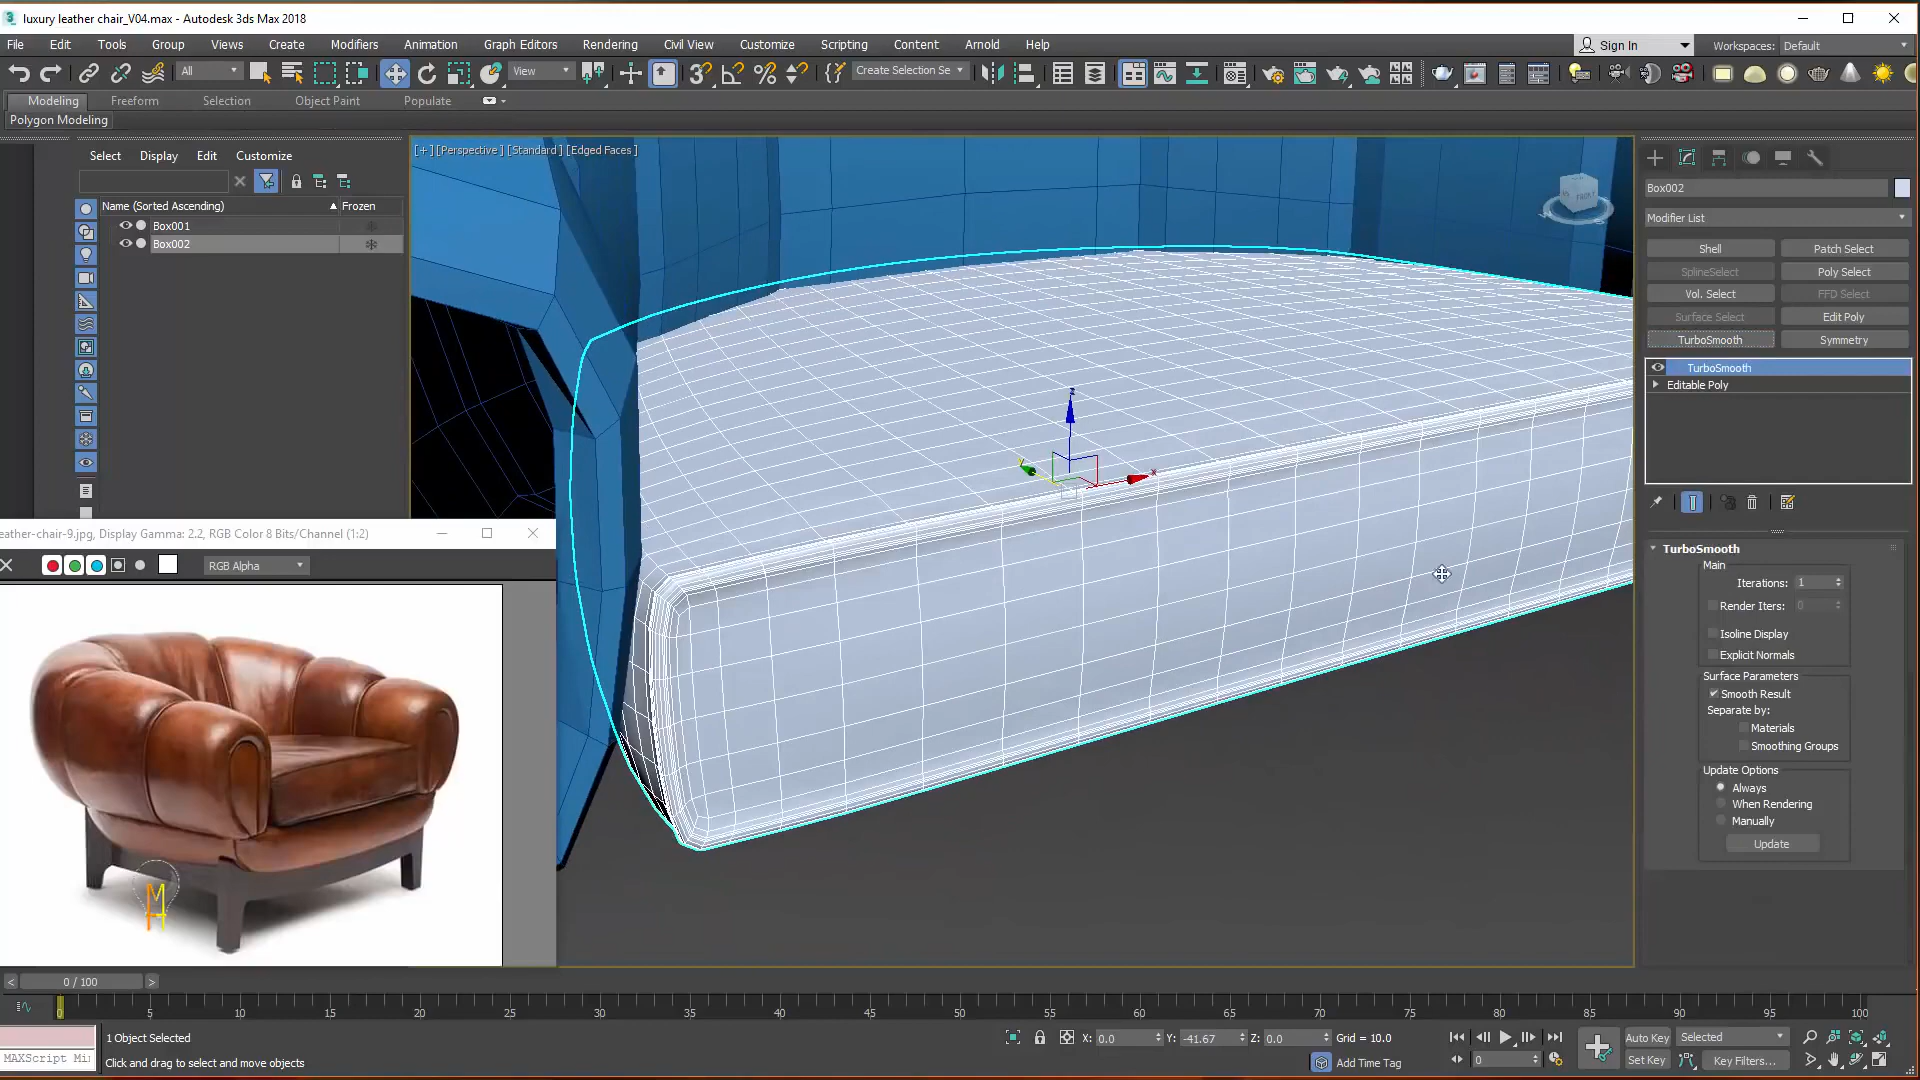 luxury leather chair_V04.max - Autodesk 3ds Max 2018
File Edit Tools Group Views Create Modifiers Animation Graph Editors Rendering Civil View Customize Scripting Content Arnold Help
Sign In Workspaces: Default
All View Create Selection Se
Modeling Freeform Selection Object Paint Populate
Polygon Modeling
Select Display Edit Customize
[+] [Perspective] [Standard] [Edged Faces]
Name (Sorted Ascending) Frozen
Box001
Box002
FRONT
Box002
Modifier List
Shell Patch Select
SplineSelect Poly Select
Vol. Select FFD Select
Surface Select Edit Poly
TurboSmooth Symmetry
TurboSmooth
Editable Poly
TurboSmooth
Main
Iterations: 1
Render Iters: 0
Isoline Display
Explicit Normals
Surface Parameters
Smooth Result
Separate by:
Materials
Smoothing Groups
Update Options
Always
When Rendering
Manually
Update
z
y
x
eather-chair-9.jpg, Display Gamma: 2.2, RGB Color 8 Bits/Channel (1:2)
RGB Alpha
0 / 100
0 5 10 15 20 25 30 35 40 45 50 55 60 65 70 75 80 85 90 95 100
1 Object Selected
X: 0.0 Y: -41.67 Z: 0.0 Grid = 10.0
Auto Key Selected
MAXScript Mi
Click and drag to select and move objects
Add Time Tag
0
Set Key Key Filters...